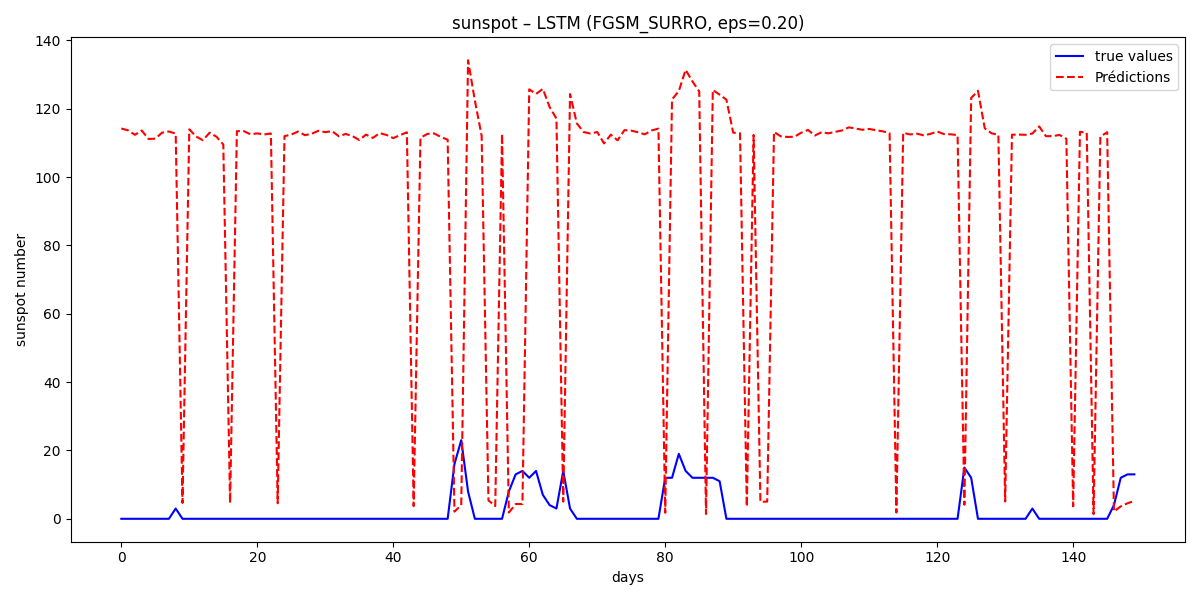 sunspot – LSTM (FGSM_SURRO, eps=0.20)
true values
Prédictions
sunspot number
140
120
100
80
60
40
20
0
0 20 40 60 80 100 120 140
days